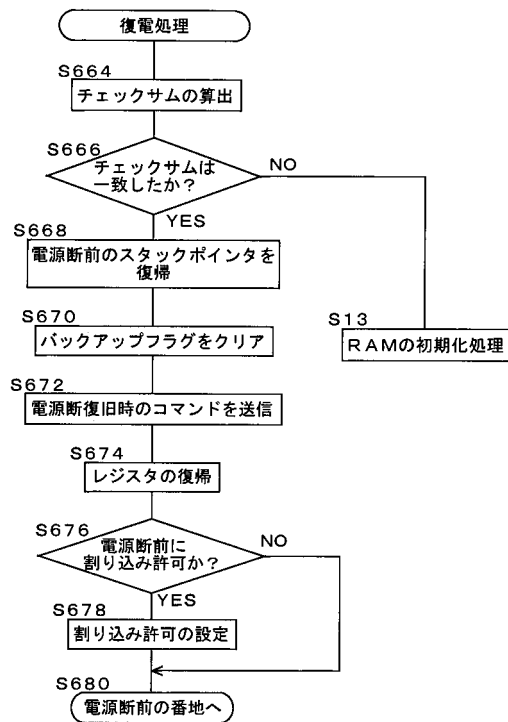 復電処理
S664
チェックサムの算出
S666
チェックサムは
一致したか?
NO
YES
S668
電源断前のスタックポインタを
復帰
S670
バックアップフラグをクリア
S13
RAMの初期化処理
S672
電源断復旧時のコマンドを送信
S674
レジスタの復帰
S676
電源断前に
割り込み許可か?
NO
YES
S678
割り込み許可の設定
S680
電源断前の番地へ